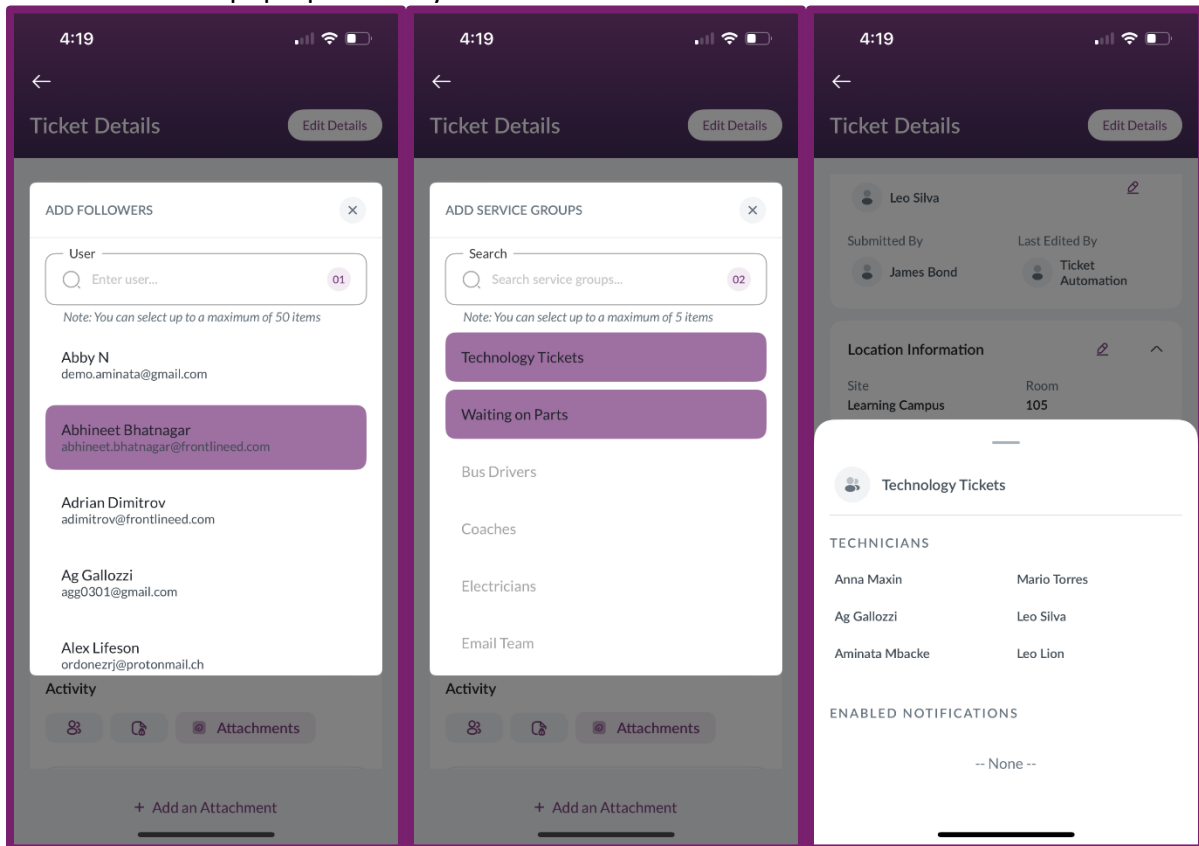 4:19
Ticket Details
Edit Details
ADD FOLLOWERS
User
Enter user...
01
Note: You can select up to a maximum of 50 items
Abby N
demo.aminata@gmail.com
Abhineet Bhatnagar
abhineet.bhatnagar@frontlineed.com
Adrian Dimitrov
adimitrov@frontlineed.com
Ag Gallozzi
agg0301@gmail.com
Alex Lifeson
ordonezrj@protonmail.ch
Activity
Attachments
+ Add an Attachment
4:19
Ticket Details
Edit Details
ADD SERVICE GROUPS
Search
Search service groups...
02
Note: You can select up to a maximum of 5 items
Technology Tickets
Waiting on Parts
Bus Drivers
Coaches
Electricians
Email Team
Activity
Attachments
+ Add an Attachment
4:19
Ticket Details
Edit Details
Leo Silva
Submitted By
Last Edited By
James Bond
Ticket
Automation
Location Information
Site
Room
Learning Campus
105
Technology Tickets
TECHNICIANS
Anna Maxin
Mario Torres
Ag Gallozzi
Leo Silva
Aminata Mbacke
Leo Lion
ENABLED NOTIFICATIONS
-- None --